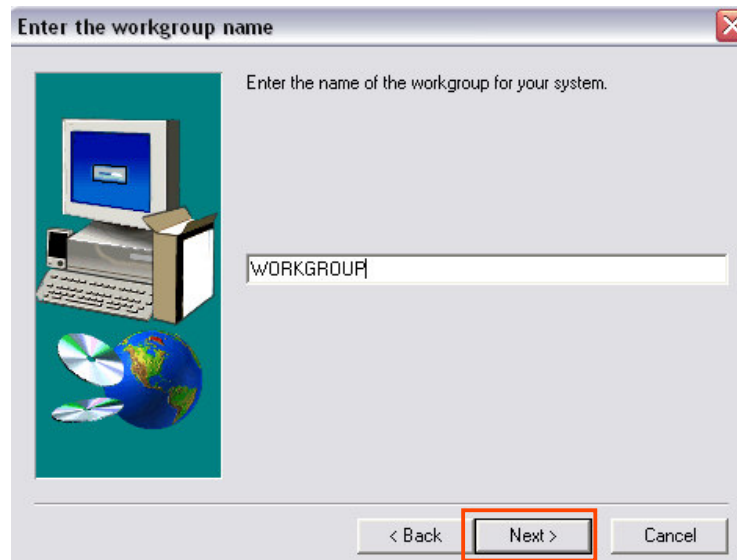 Enter the workgroup name
Enter the name of the workgroup for your system.
WORKGROUP
< Back
Next >
Cancel